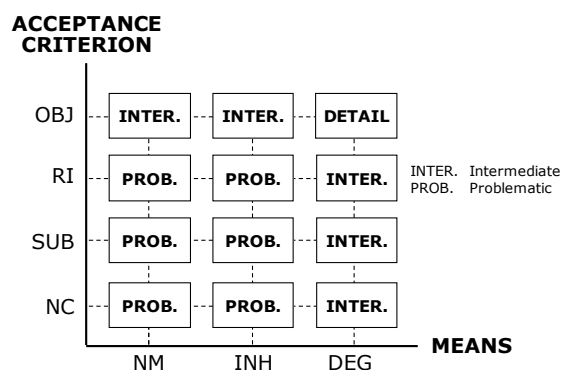 ACCEPTANCE
CRITERION
OBJ INTER. INTER. DETAIL
RI PROB. PROB. INTER.
INTER. Intermediate
PROB. Problematic
SUB PROB. PROB. INTER.
NC PROB. PROB. INTER.
MEANS
NM INH DEG